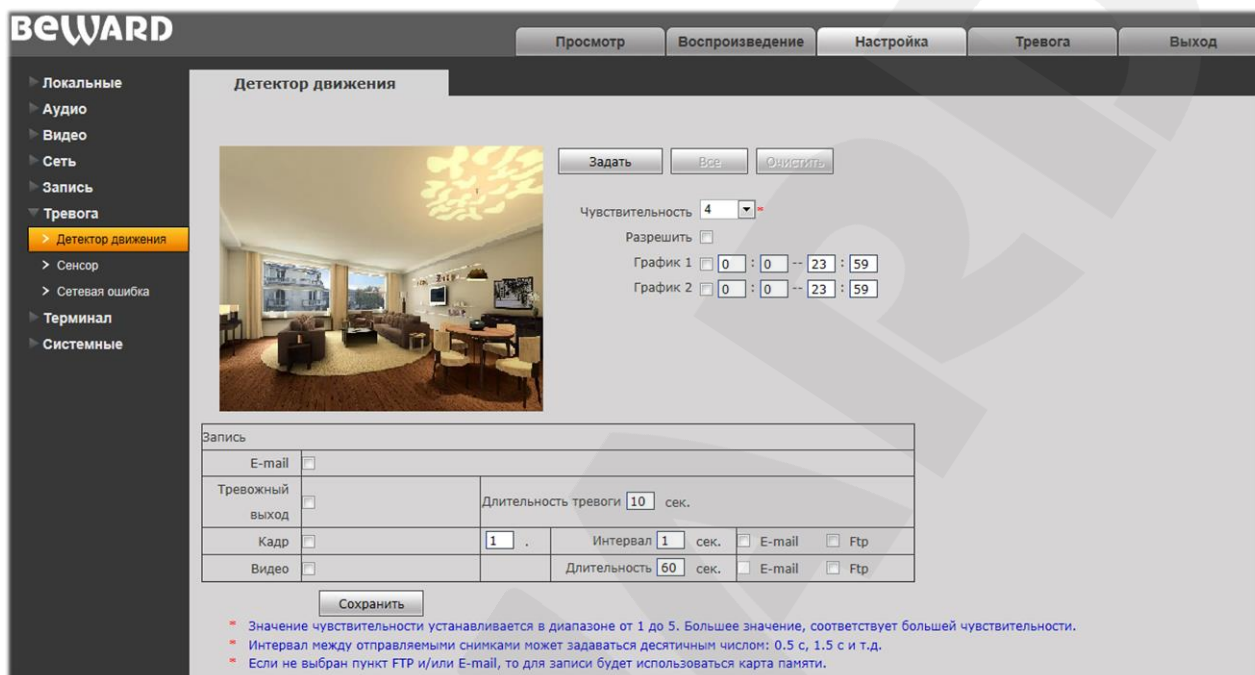 BEWARD
Просмотр Воспроизведение Настройка Тревога Выход
Локальные
Аудио
Видео
Сеть
Запись
Тревога
> Детектор движения
> Сенсор
> Сетевая ошибка
Терминал
Системные
Детектор движения
Задать Все Очистить
Чувствительность 4 *
Разрешить
График 1 0 : 0 -- 23 : 59
График 2 0 : 0 -- 23 : 59
Запись
E-mail
Тревожный
выход Длительность тревоги 10 сек.
Кадр 1 . Интервал 1 сек. E-mail Ftp
Видео Длительность 60 сек. E-mail Ftp
Сохранить
* Значение чувствительности устанавливается в диапазоне от 1 до 5. Большее значение, соответствует большей чувствительности.
* Интервал между отправляемыми снимками может задаваться десятичным числом: 0.5 с, 1.5 с и т.д.
* Если не выбран пункт FTP и/или E-mail, то для записи будет использоваться карта памяти.